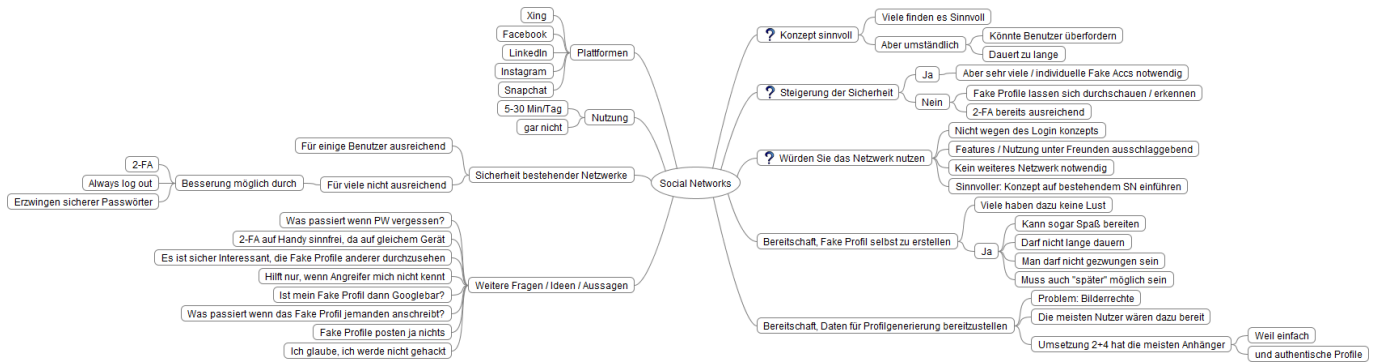 Social Networks
Plattformen
Xing
Facebook
LinkedIn
Instagram
Snapchat
Nutzung
5-30 Min/Tag
gar nicht
Sicherheit bestehender Netzwerke
Für einige Benutzer ausreichend
Für viele nicht ausreichend
Besserung möglich durch
2-FA
Always log out
Erzwingen sicherer Passwörter
Weitere Fragen / Ideen / Aussagen
Was passiert wenn PW vergessen?
2-FA auf Handy sinnfrei, da auf gleichem Gerät
Es ist sicher Interessant, die Fake Profile anderer durchzusehen
Hilft nur, wenn Angreifer mich nicht kennt
Ist mein Fake Profil dann Googlebar?
Was passiert wenn das Fake Profil jemanden anschreibt?
Fake Profile posten ja nichts
Ich glaube, ich werde nicht gehackt
? Konzept sinnvoll
Viele finden es Sinnvoll
Aber umständlich
Könnte Benutzer überfordern
Dauert zu lange
? Steigerung der Sicherheit
Ja
Aber sehr viele / individuelle Fake Accs notwendig
Nein
Fake Profile lassen sich durchschauen / erkennen
2-FA bereits ausreichend
? Würden Sie das Netzwerk nutzen
Nicht wegen des Login konzepts
Features / Nutzung unter Freunden ausschlaggebend
Kein weiteres Netzwerk notwendig
Sinnvoller: Konzept auf bestehendem SN einführen
Bereitschaft, Fake Profil selbst zu erstellen
Viele haben dazu keine Lust
Ja
Kann sogar Spaß bereiten
Darf nicht lange dauern
Man darf nicht gezwungen sein
Muss auch "später" möglich sein
Bereitschaft, Daten für Profilgenerierung bereitzustellen
Problem: Bilderrechte
Die meisten Nutzer wären dazu bereit
Umsetzung 2+4 hat die meisten Anhänger
Weil einfach
und authentische Profile